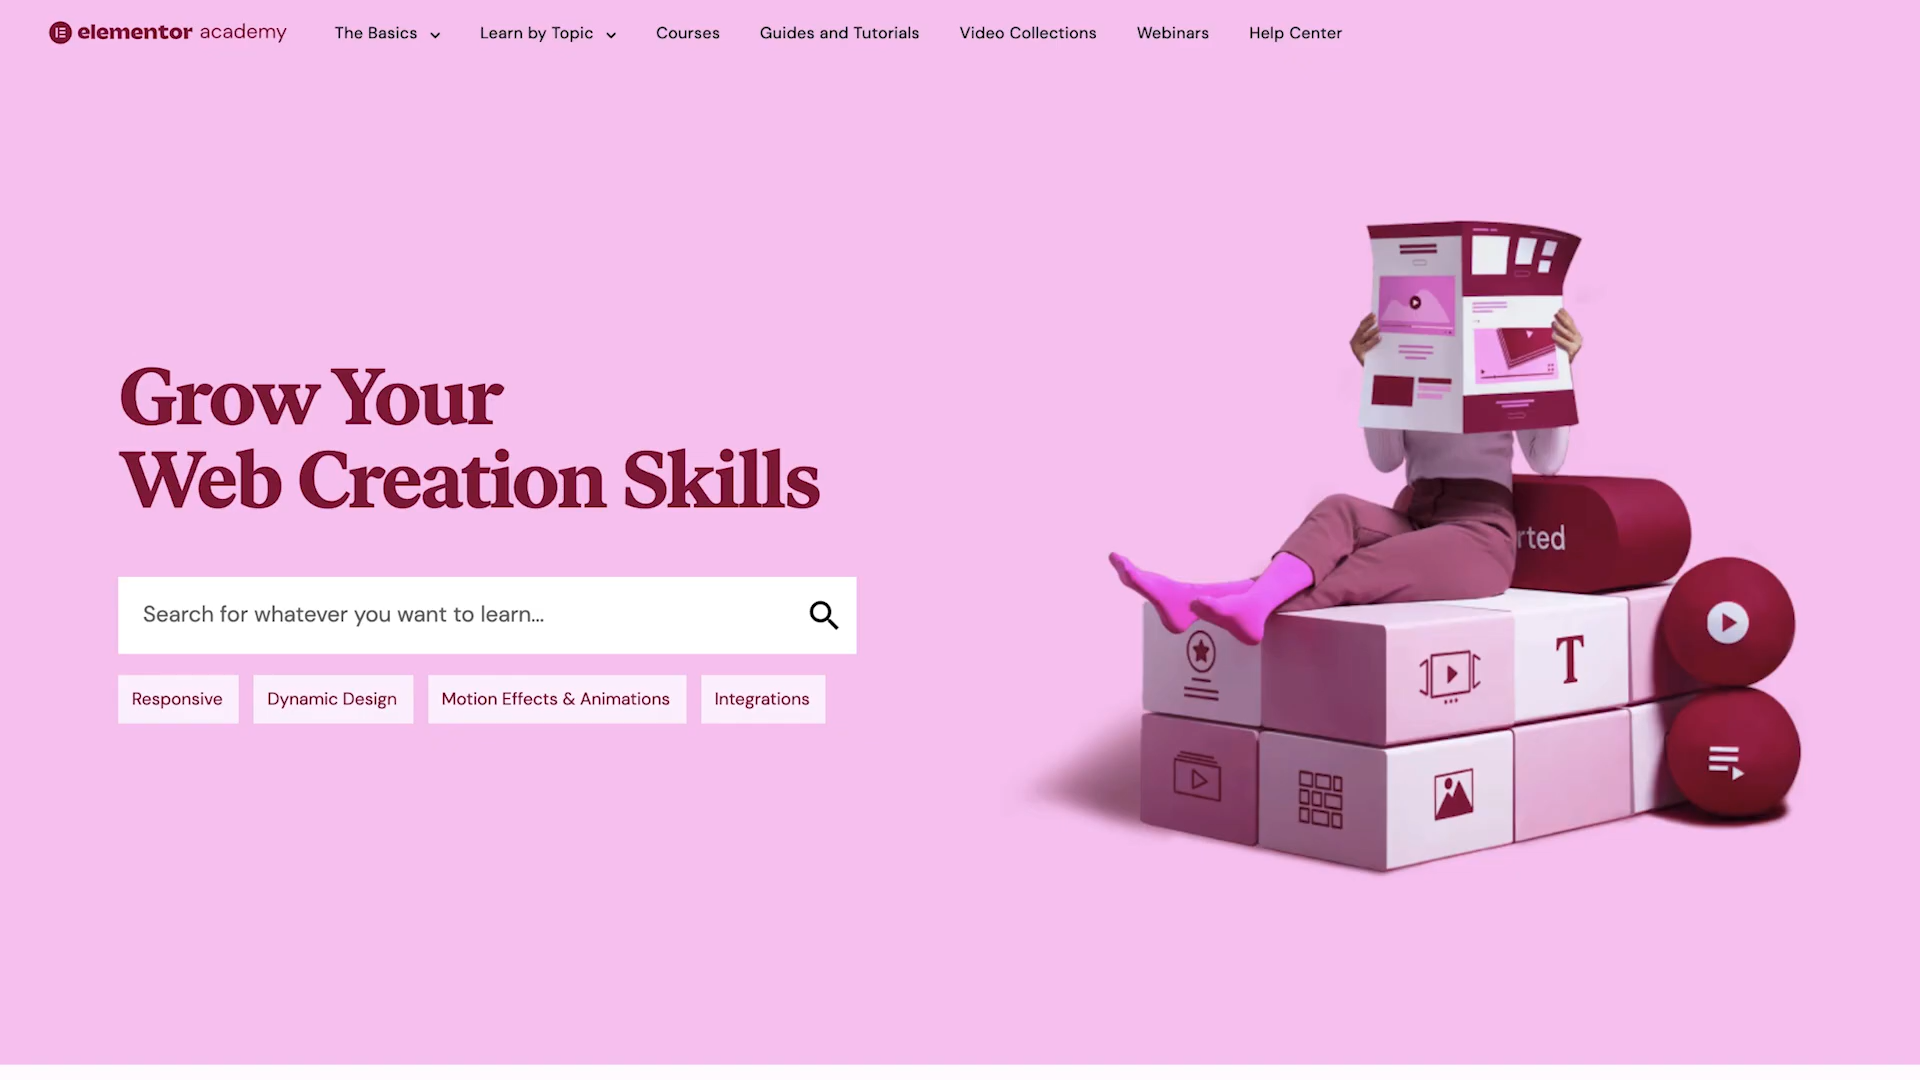 elementor academy
The Basics
Learn by Topic
Courses
Guides and Tutorials
Video Collections
Webinars
Help Center
Grow Your
Web Creation Skills
Search for whatever you want to learn...
Responsive
Dynamic Design
Motion Effects & Animations
Integrations
rted
T